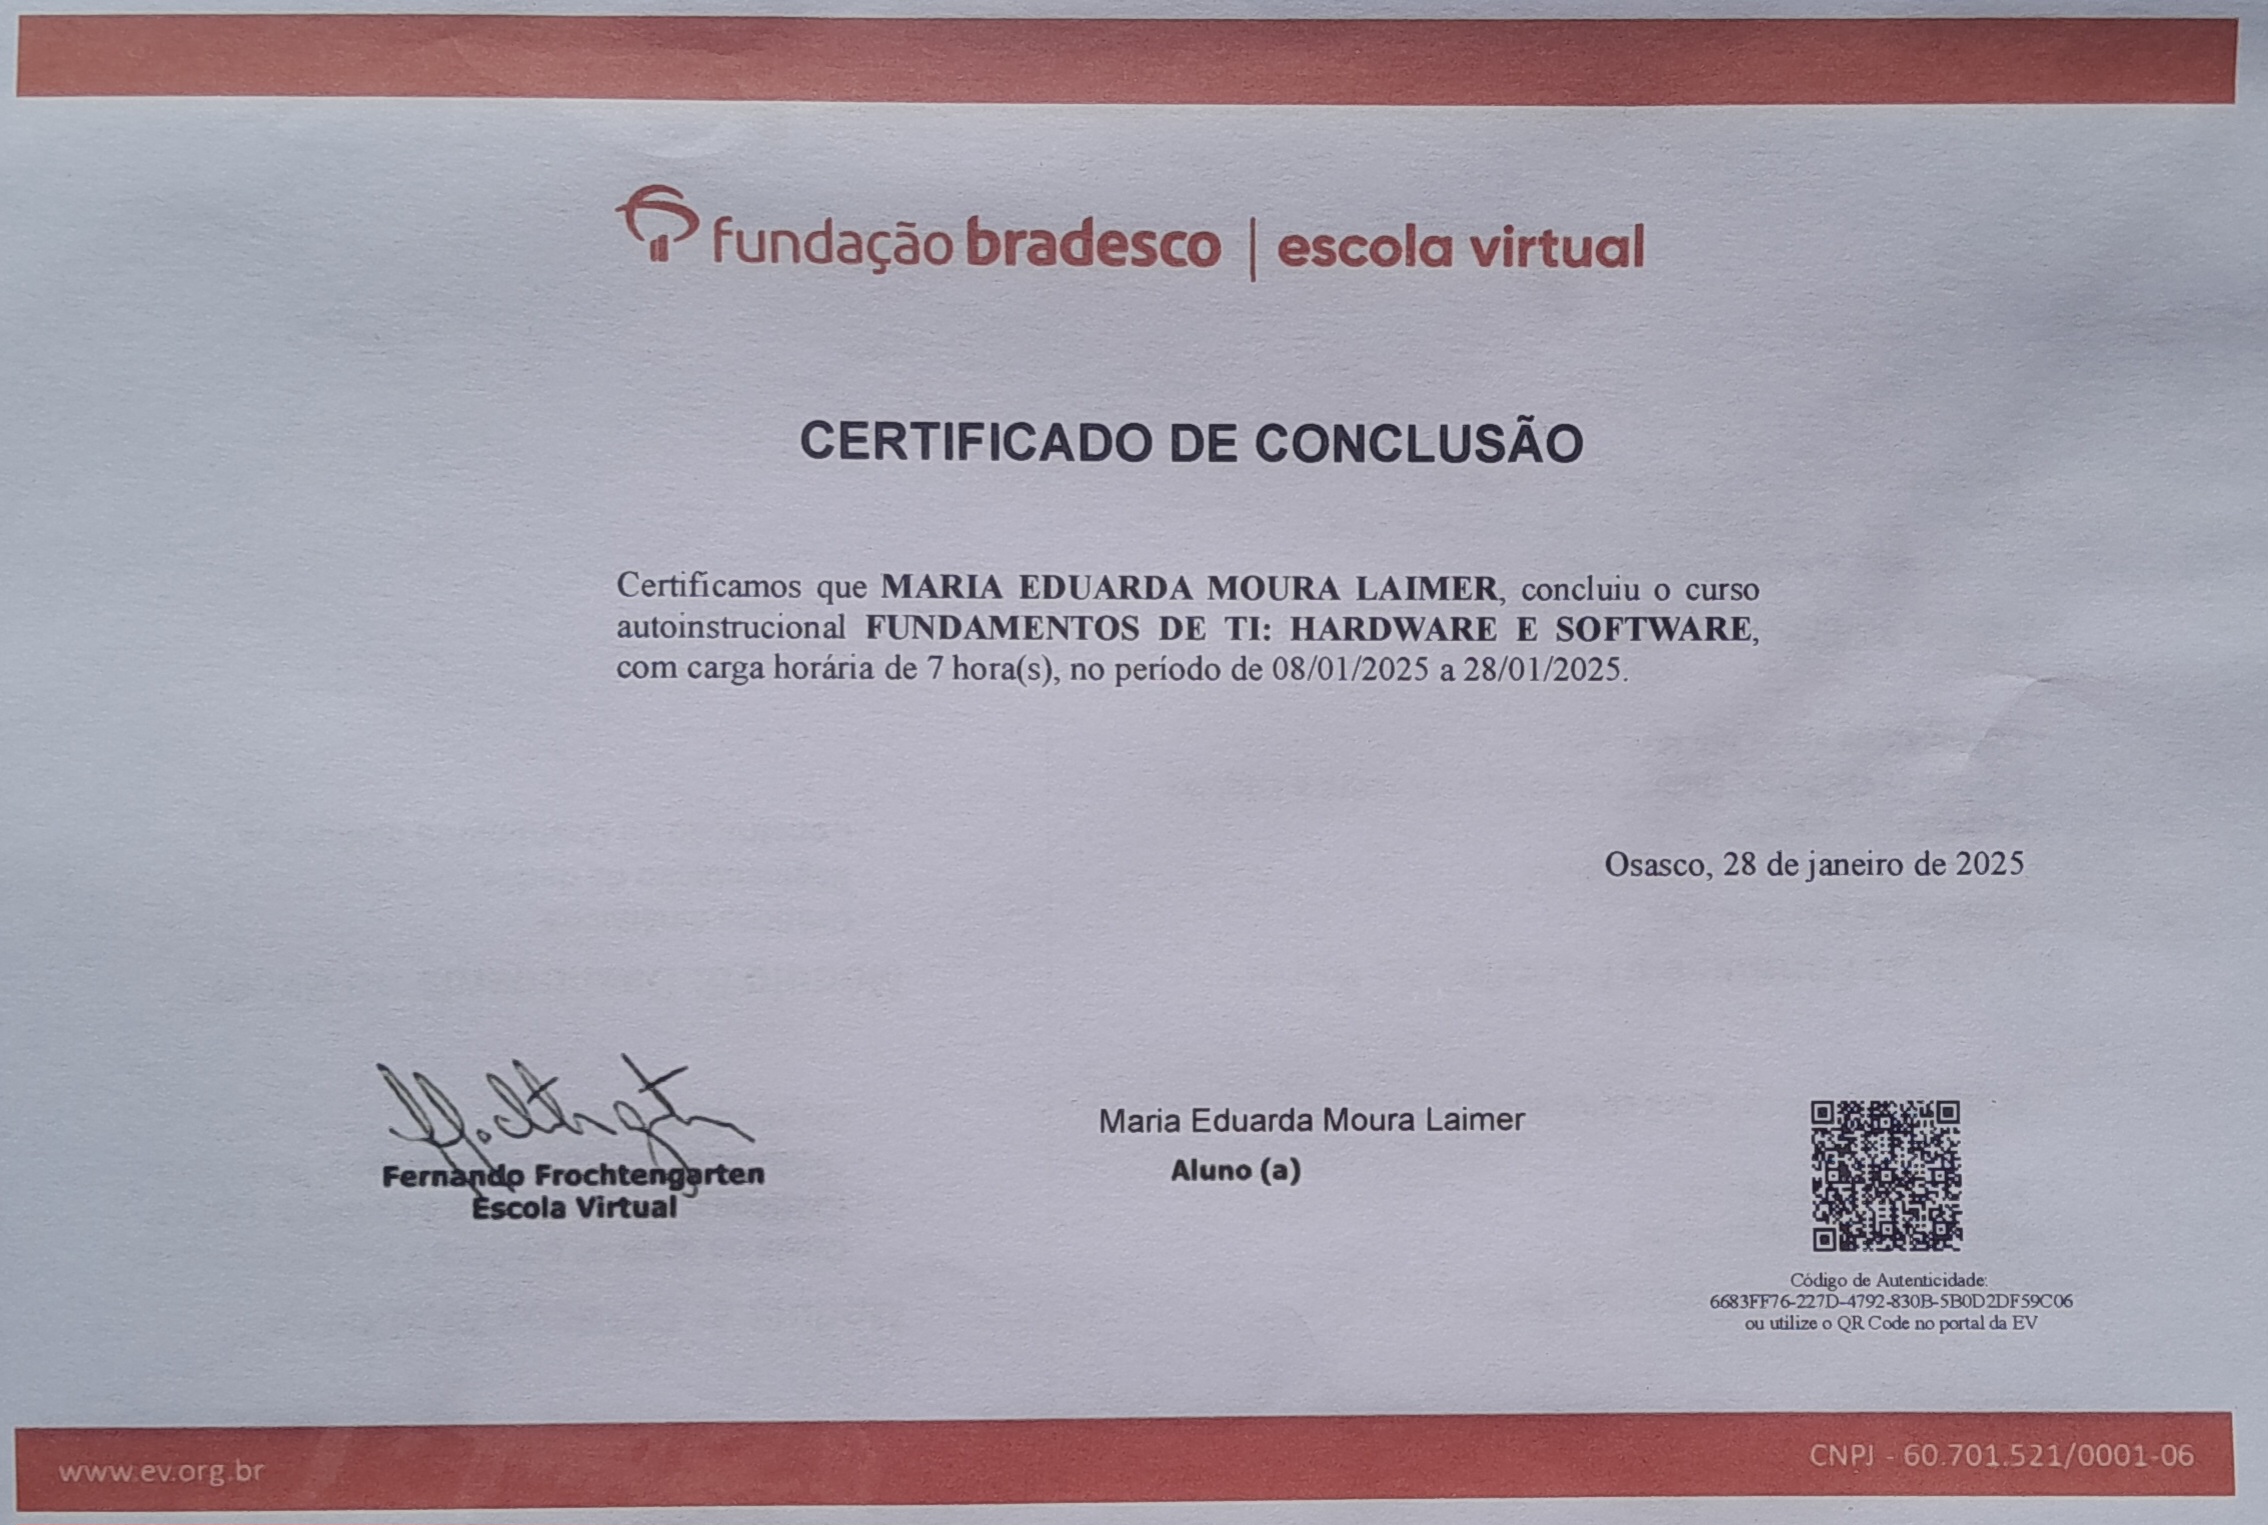 fundação bradesco | escola virtual
CERTIFICADO DE CONCLUSÃO
Certificamos que MARIA EDUARDA MOURA LAIMER, concluiu o curso
autoinstrucional FUNDAMENTOS DE TI: HARDWARE E SOFTWARE,
com carga horária de 7 hora(s), no período de 08/01/2025 a 28/01/2025.
Osasco, 28 de janeiro de 2025
Fernando Frochtengarten
Escola Virtual
Maria Eduarda Moura Laimer
Aluno (a)
Código de Autenticidade:
6683FF76-227D-4792-830B-5B0D2DF59C06
ou utilize o QR Code no portal da EV
www.ev.org.br
CNPJ - 60.701.521/0001-06